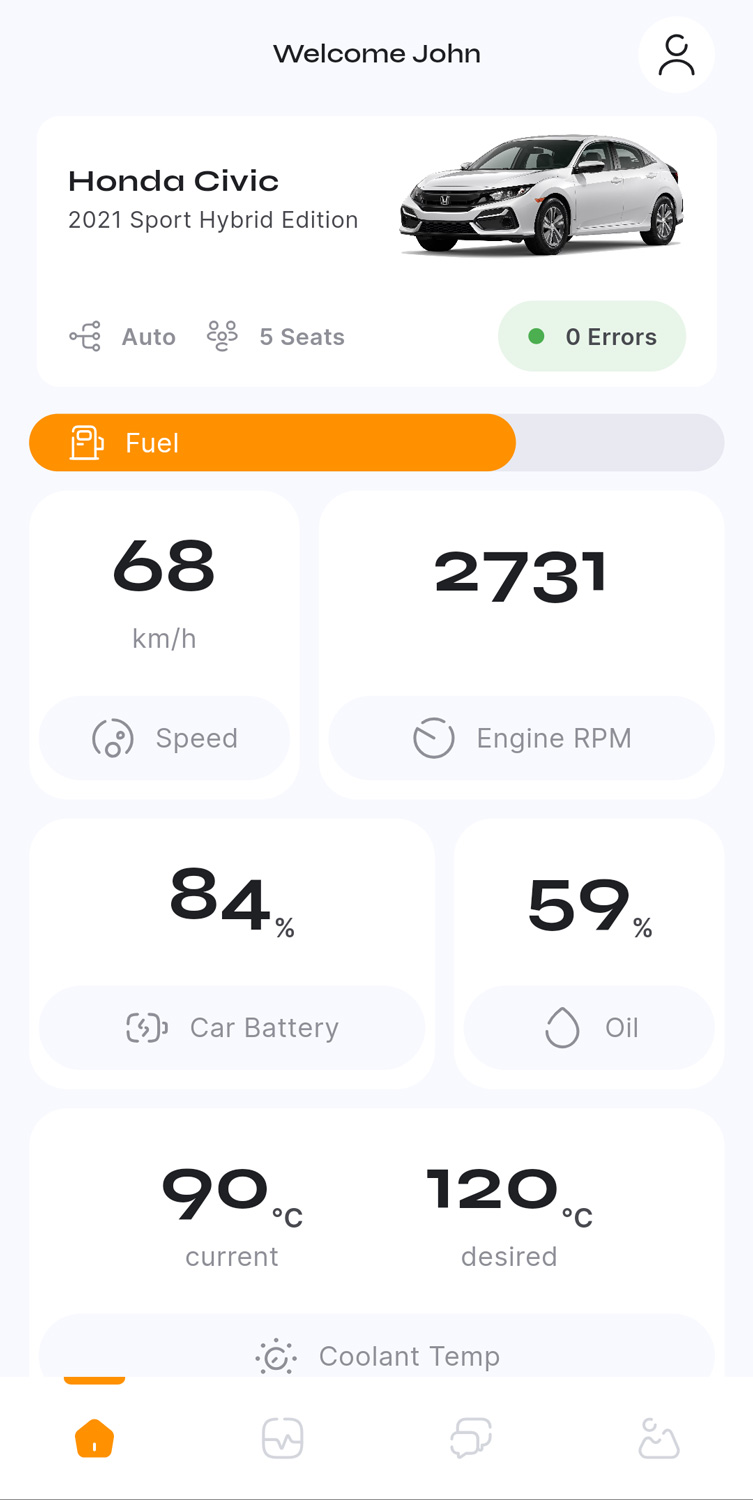 Welcome John
Honda Civic
2021 Sport Hybrid Edition
Auto
5 Seats
0 Errors
Fuel
68
km/h
Speed
2731
Engine RPM
84%
Car Battery
59%
Oil
90°C
current
120°C
desired
Coolant Temp